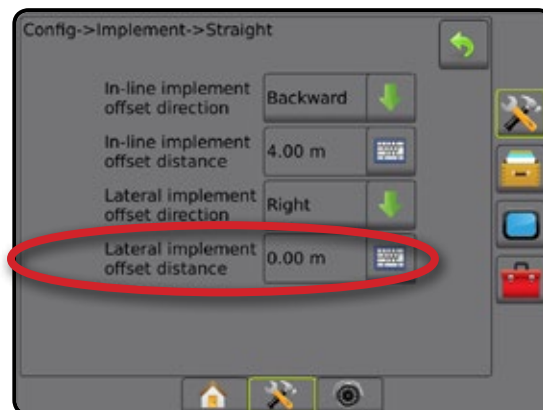 Config->Implement->Straight
In-line implement
offset direction
Backward
In-line implement
offset distance
4.00 m
Lateral implement
offset direction
Right
Lateral implement
offset distance
0.00 m